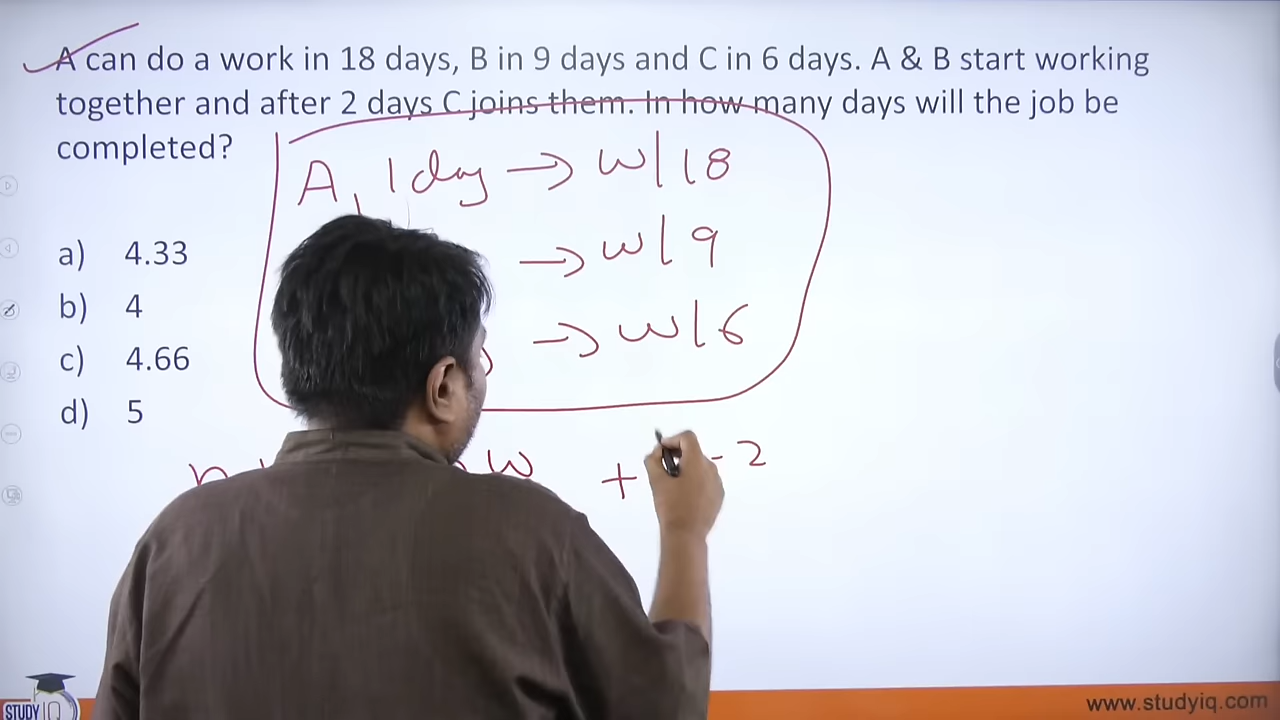 A can do a work in 18 days, B in 9 days and C in 6 days. A & B start working
together and after 2 days C joins them. In how many days will the job be
completed?
A, 1 day → w/18
→ w/9
→ w/6
a) 4.33
b) 4
c) 4.66
d) 5
n w + - 2
STUDY IQ
www.studyiq.com